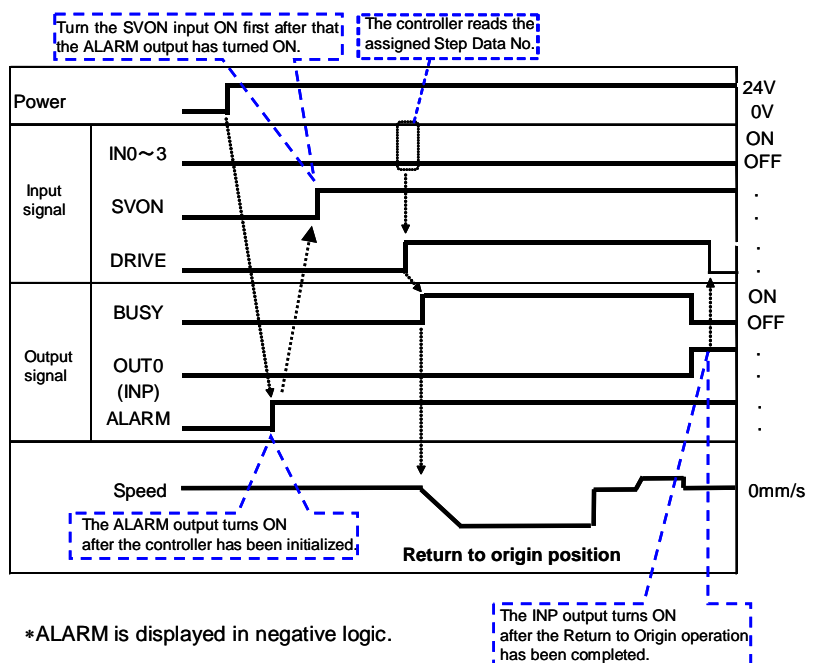 Turn the SVON input ON first after that
the ALARM output has turned ON.
The controller reads the
assigned Step Data No.
Power
24V
0V
Input
signal
IN0～3
ON
OFF
SVON
.
.
DRIVE
.
.
Output
signal
BUSY
ON
OFF
OUT0
(INP)
.
.
ALARM
.
.
Speed
0mm/s
The ALARM output turns ON
after the controller has been initialized.
Return to origin position
The INP output turns ON
after the Return to Origin operation
has been completed.
*ALARM is displayed in negative logic.